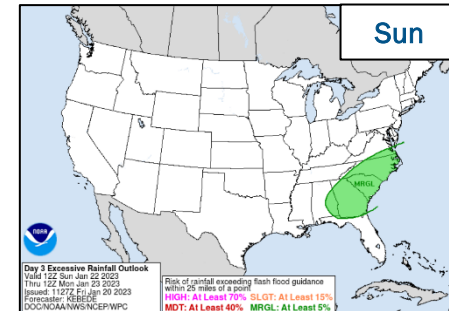 Sun
MRGL
NOAA
Day 3 Excessive Rainfall Outlook
Valid 12Z Sun Jan 22 2023
Thru 12Z Mon Jan 23 2023
Issued: 1127Z Fri Jan 20 2023
Forecaster: KEBEDE
DOC/NOAA/NWS/NCEP/WPC
Risk of rainfall exceeding flash flood guidance
within 25 miles of a point
HIGH: At Least 70% SLGT: At Least 15%
MDT: At Least 40% MRGL: At Least 5%